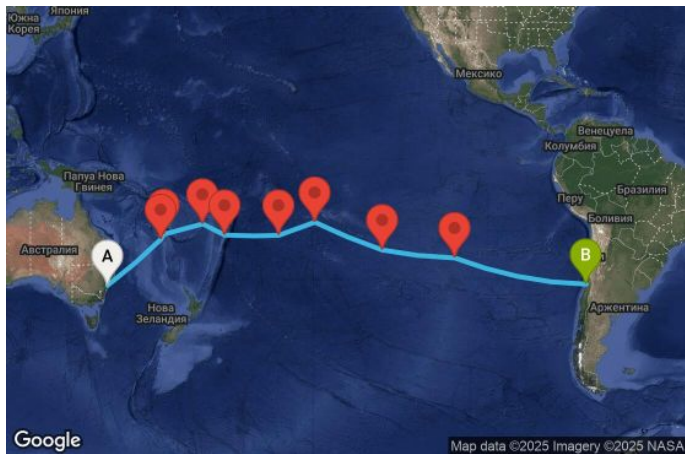 Южна
Корея
Япония
Мексико
Венецуела
Колумбия
Папуа Нова
Гвинея
Перу
Бразилия
Боливия
Австралия
A
B
Нова
Зеландия
Аржентина
Google
Map data ©2025 Imagery ©2025 NASA